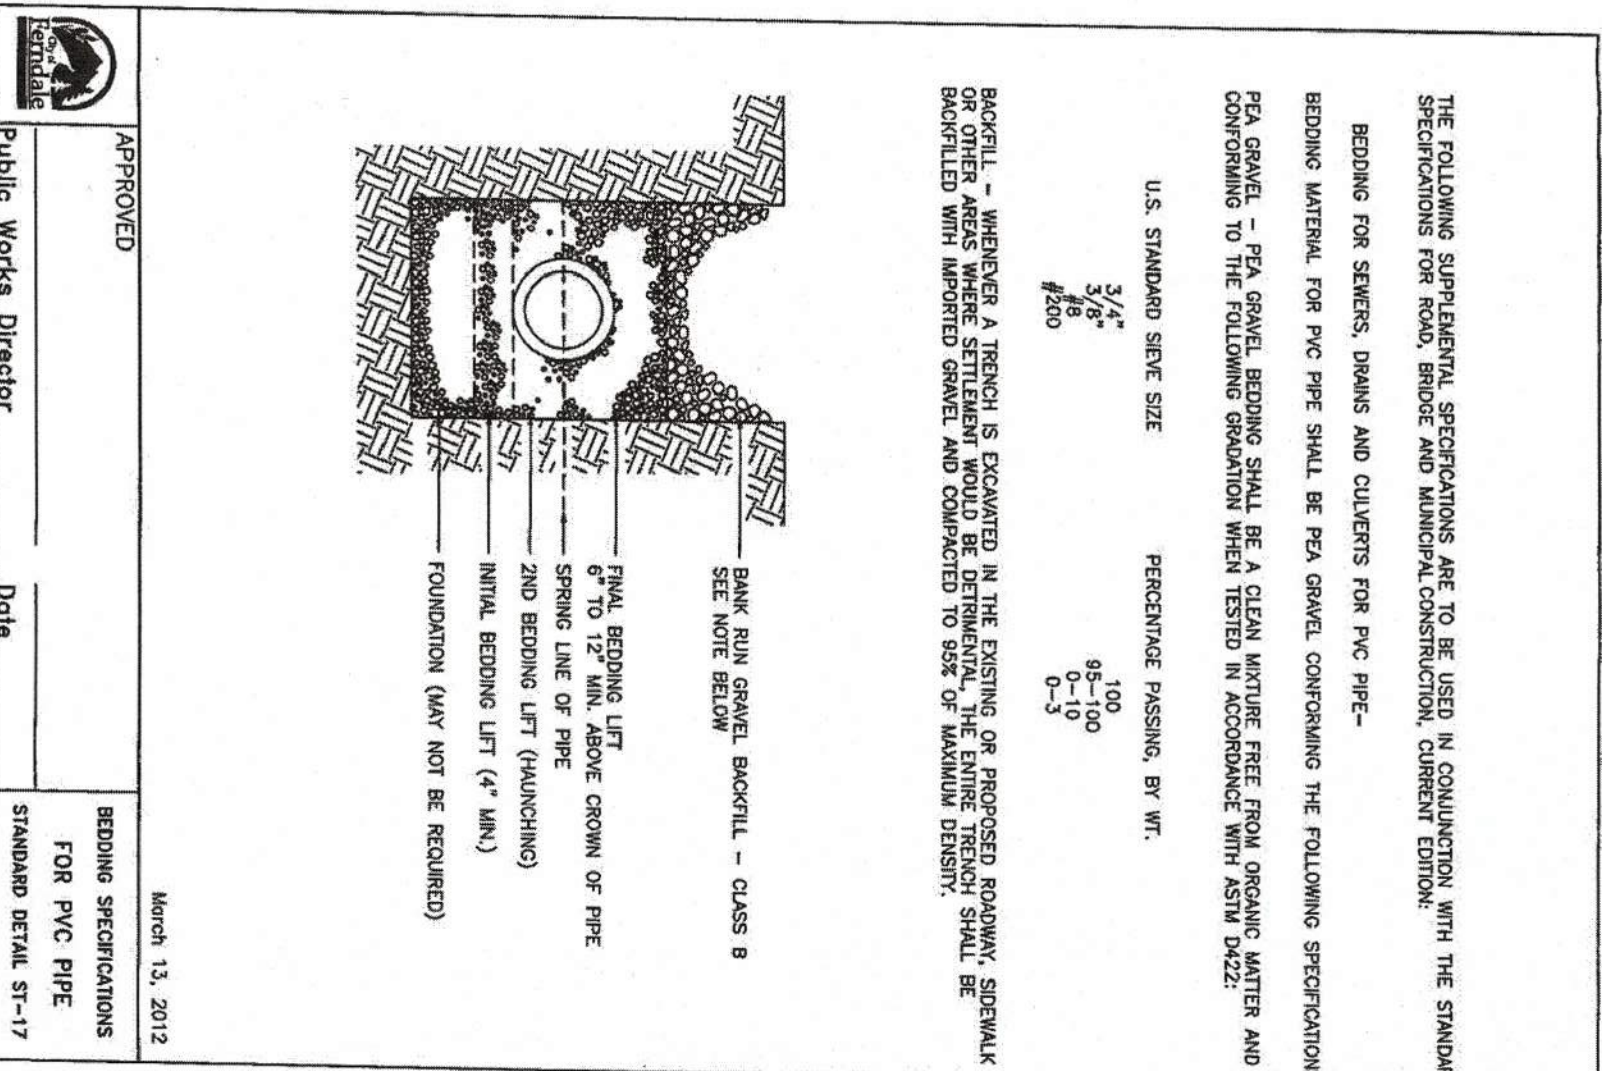 THE FOLLOWING SUPPLEMENTAL SPECIFICATIONS ARE TO BE USED IN CONJUNCTION WITH THE
SPECIFICATIONS FOR ROAD, BRIDGE AND MUNICIPAL CONSTRUCTION, CURRENT EDITION:
BEDDING FOR SEWERS, DRAINS AND CULVERTS FOR PVC PIPE-
BEDDING MATERIAL FOR PVC PIPE SHALL BE PEA GRAVEL CONFORMING THE FOLLOWING SPECIFICATION
PEA GRAVEL - PEA GRAVEL BEDDING SHALL BE A CLEAN MIXTURE FREE FROM ORGANIC MATTER AND
CONFORMING TO THE FOLLOWING GRADATION WHEN TESTED IN ACCORDANCE WITH ASTM D422:
U.S. STANDARD SIEVE SIZE PERCENTAGE PASSING, BY WT.
3/4" 100
3/8" 95-100
#8 0-10
#200 0-3
BACKFILL - WHENEVER A TRENCH IS EXCAVATED IN THE EXISTING OR PROPOSED ROADWAY, SIDEWALK
OR OTHER AREAS WHERE SETTLEMENT WOULD BE DETRIMENTAL, THE ENTIRE TRENCH SHALL BE
BACKFILLED WITH IMPORTED GRAVEL AND COMPACTED TO 95% OF MAXIMUM DENSITY.
BANK RUN GRAVEL BACKFILL - CLASS B
SEE NOTE BELOW
FINAL BEDDING LIFT
6" TO 12" MIN. ABOVE CROWN OF PIPE
SPRING LINE OF PIPE
2ND BEDDING LIFT (HAUNCHING)
INITIAL BEDDING LIFT (4" MIN.)
FOUNDATION (MAY NOT BE REQUIRED)
March 13, 2012
City of
Ferndale
APPROVED
Public Works Director Date
BEDDING SPECIFICATIONS
FOR PVC PIPE
STANDARD DETAIL ST-17